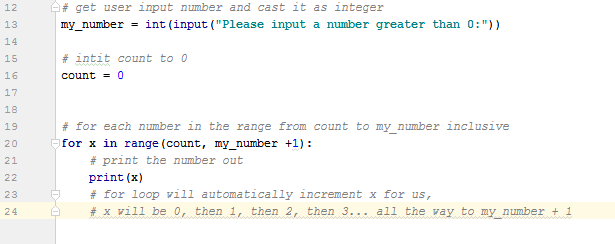 12 # get user input number and cast it as integer
13 my_number = int(input("Please input a number greater than 0:"))
14
15 # intit count to 0
16 count = 0
17
18
19 # for each number in the range from count to my_number inclusive
20 for x in range(count, my_number +1):
21     # print the number out
22     print(x)
23     # for loop will automatically increment x for us,
24     # x will be 0, then 1, then 2, then 3... all the way to my_number + 1